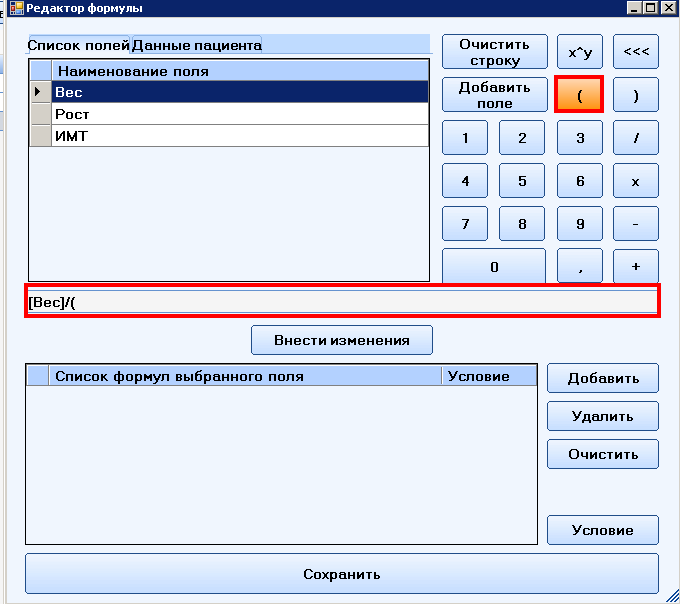 Редактор формулы
Список полей Данные пациента
Наименование поля
Вес
Рост
ИМТ
Очистить
строку
x^y
<<<
Добавить
поле
(
)
1
2
3
/
4
5
6
x
7
8
9
-
0
,
+
[Вес]/(
Внести изменения
Список формул выбранного поля
Условие
Добавить
Удалить
Очистить
Условие
Сохранить